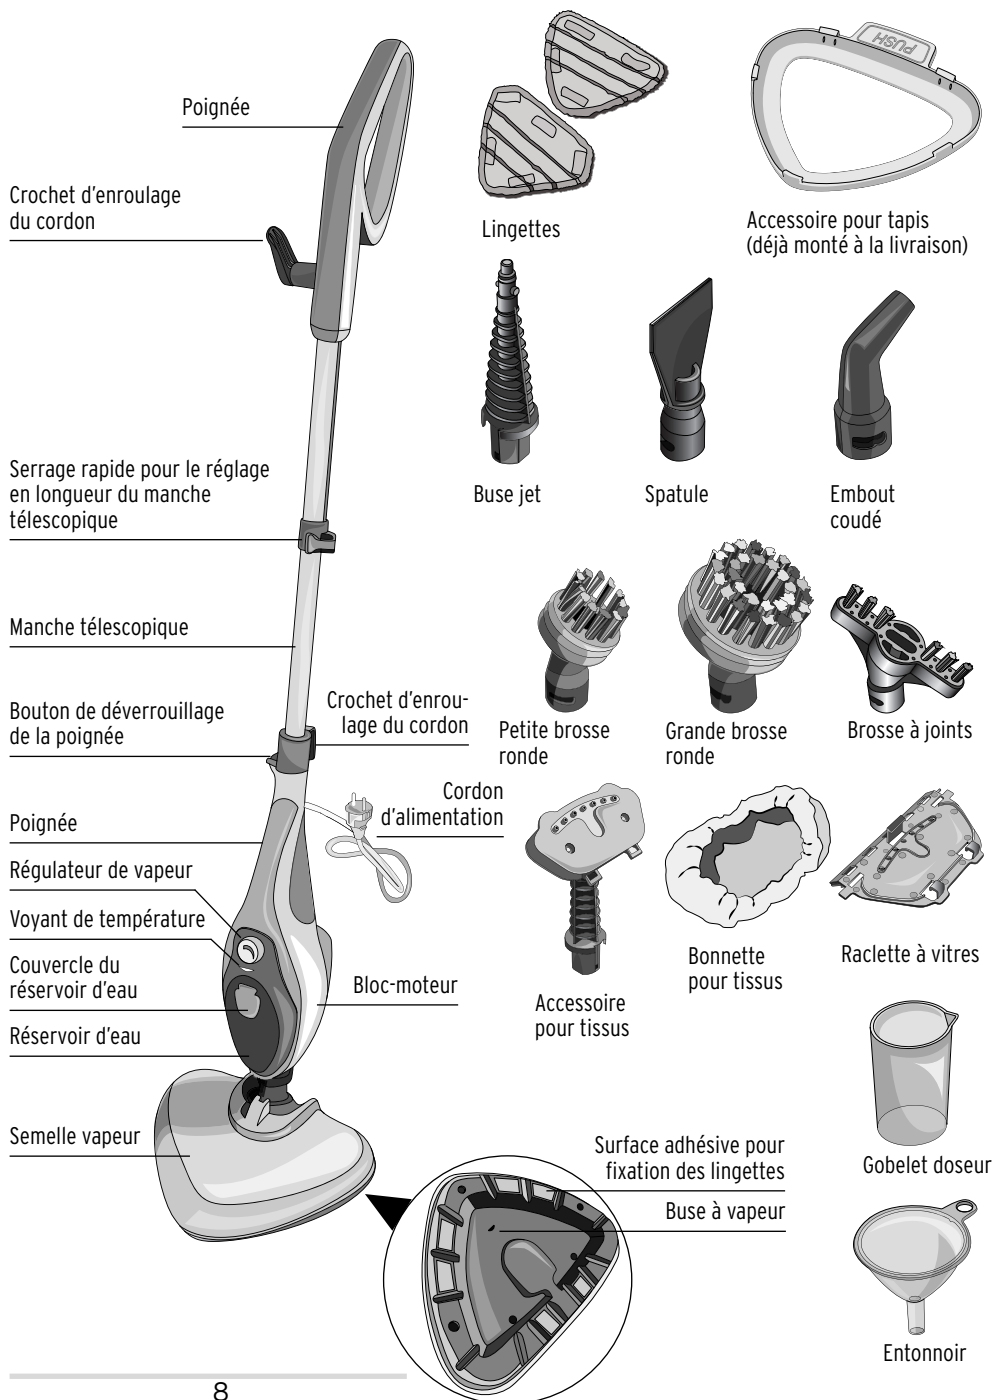 PUSH
Poignée
Crochet d'enroulage
du cordon
Lingettes
Accessoire pour tapis
(déjà monté à la livraison)
Serrage rapide pour le réglage
en longueur du manche
télescopique
Buse jet
Spatule
Embout
coudé
Manche télescopique
Bouton de déverrouillage
de la poignée
Crochet d'enrou-
lage du cordon
Petite brosse
ronde
Grande brosse
ronde
Brosse à joints
Cordon
d'alimentation
Poignée
Régulateur de vapeur
Voyant de température
Couvercle du
réservoir d'eau
Réservoir d'eau
Bloc-moteur
Accessoire
pour tissus
Bonnette
pour tissus
Raclette à vitres
Semelle vapeur
Surface adhésive pour
fixation des lingettes
Buse à vapeur
Gobelet doseur
Entonnoir
8